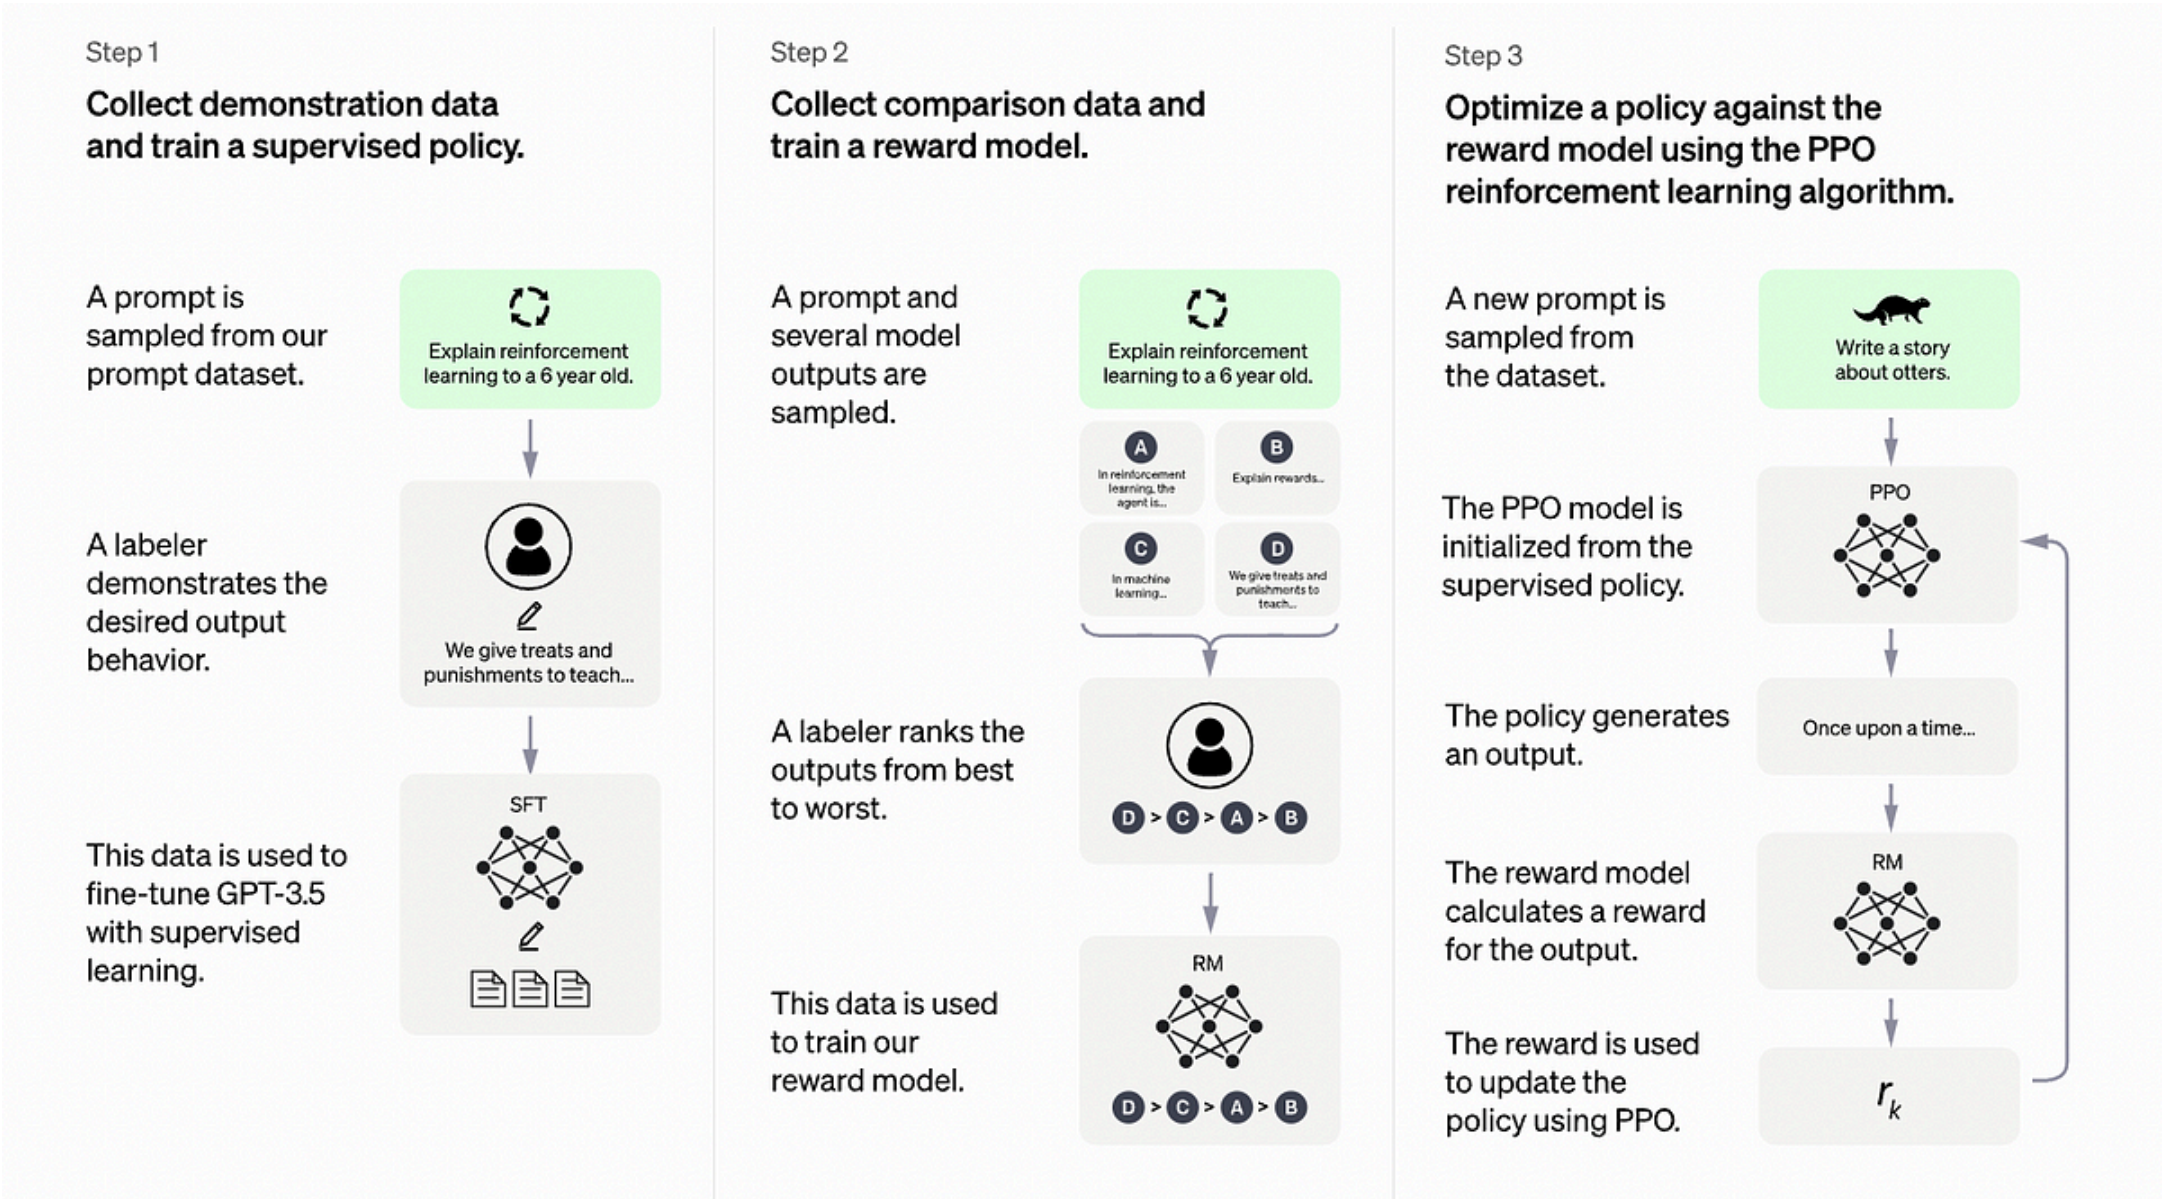 Step 1
Collect demonstration data
and train a supervised policy.
A prompt is
sampled from our
prompt dataset.
Explain reinforcement
learning to a 6 year old.
A labeler
demonstrates the
desired output
behavior.
We give treats and
punishments to teach...
This data is used to
fine-tune GPT-3.5
with supervised
learning.
SFT
Step 2
Collect comparison data and
train a reward model.
A prompt and
several model
outputs are
sampled.
Explain reinforcement
learning to a 6 year old.
A
In reinforcement
learning, the
agent is...
B
Explain rewards...
C
In machine
learning...
D
We give treats and
punishments to
teach...
A labeler ranks the
outputs from best
to worst.
D > C > A > B
This data is used
to train our
reward model.
RM
D > C > A > B
Step 3
Optimize a policy against the
reward model using the PPO
reinforcement learning algorithm.
A new prompt is
sampled from
the dataset.
Write a story
about otters.
The PPO model is
initialized from the
supervised policy.
PPO
The policy generates
an output.
Once upon a time...
The reward model
calculates a reward
for the output.
RM
The reward is used
to update the
policy using PPO.
r_k